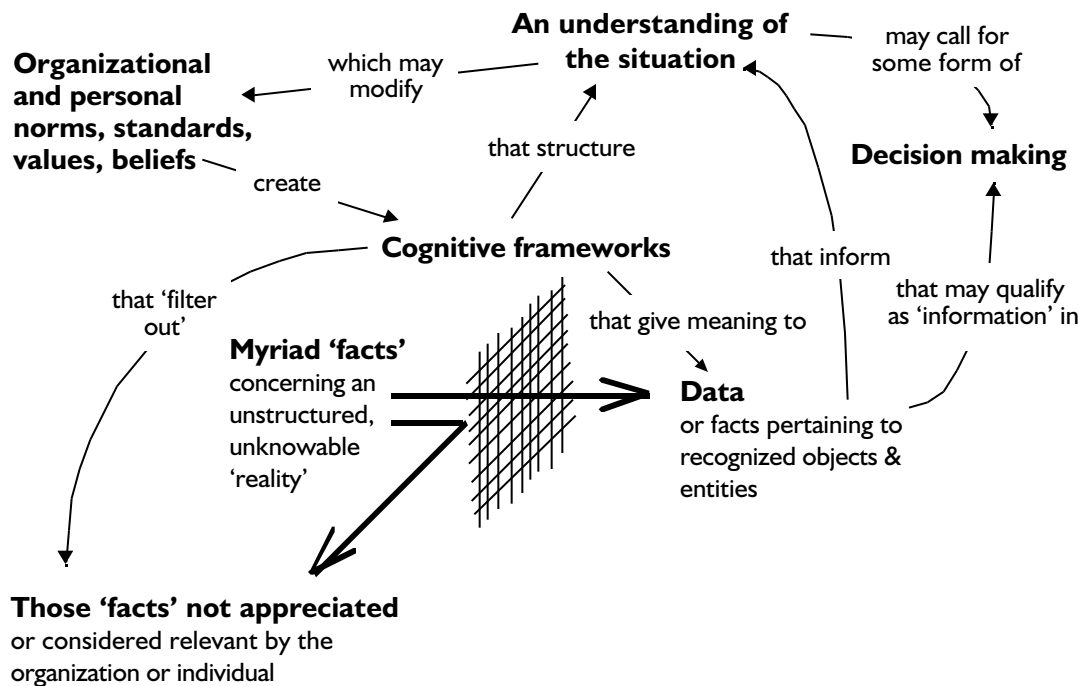 An understanding of
the situation
may call for
some form of
Organizational
and personal
norms, standards,
values, beliefs
which may
modify
that structure
Decision making
create
Cognitive frameworks
that inform
that ‘filter
out’
that may qualify
as ‘information’ in
that give meaning to
Myriad ‘facts’
concerning an
unstructured,
unknowable
‘reality’
Data
or facts pertaining to
recognized objects &
entities
Those ‘facts’ not appreciated
or considered relevant by the
organization or individual